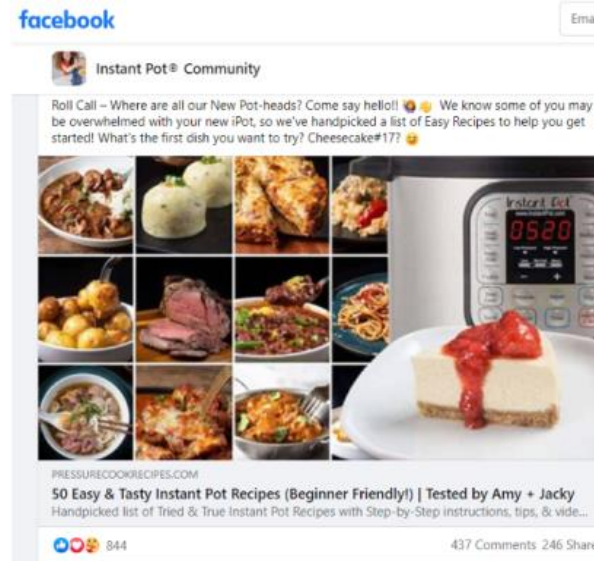 facebook
Ema
Instant Pot® Community
Roll Call – Where are all our New Pot-heads? Come say hello!! 🙋‍♀️👋 We know some of you may
be overwhelmed with your new iPot, so we've handpicked a list of Easy Recipes to help you get
started! What's the first dish you want to try? Cheesecake#17? 😋
Instant Pot
0520
PRESSURECOOKRECIPES.COM
50 Easy & Tasty Instant Pot Recipes (Beginner Friendly!) | Tested by Amy + Jacky
Handpicked list of Tried & True Instant Pot Recipes with Step-by-Step instructions, tips, & vide...
844
437 Comments 246 Share